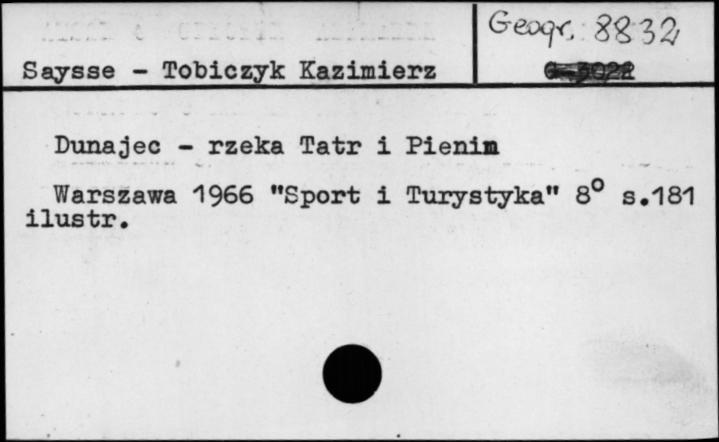 Geogr. 8832
Saysse - Tobiczyk Kazimierz
Dunajec - rzeka Tatr i Pienin
Warszawa 1966 "Sport i Turystyka" 8° s.181
ilustr.